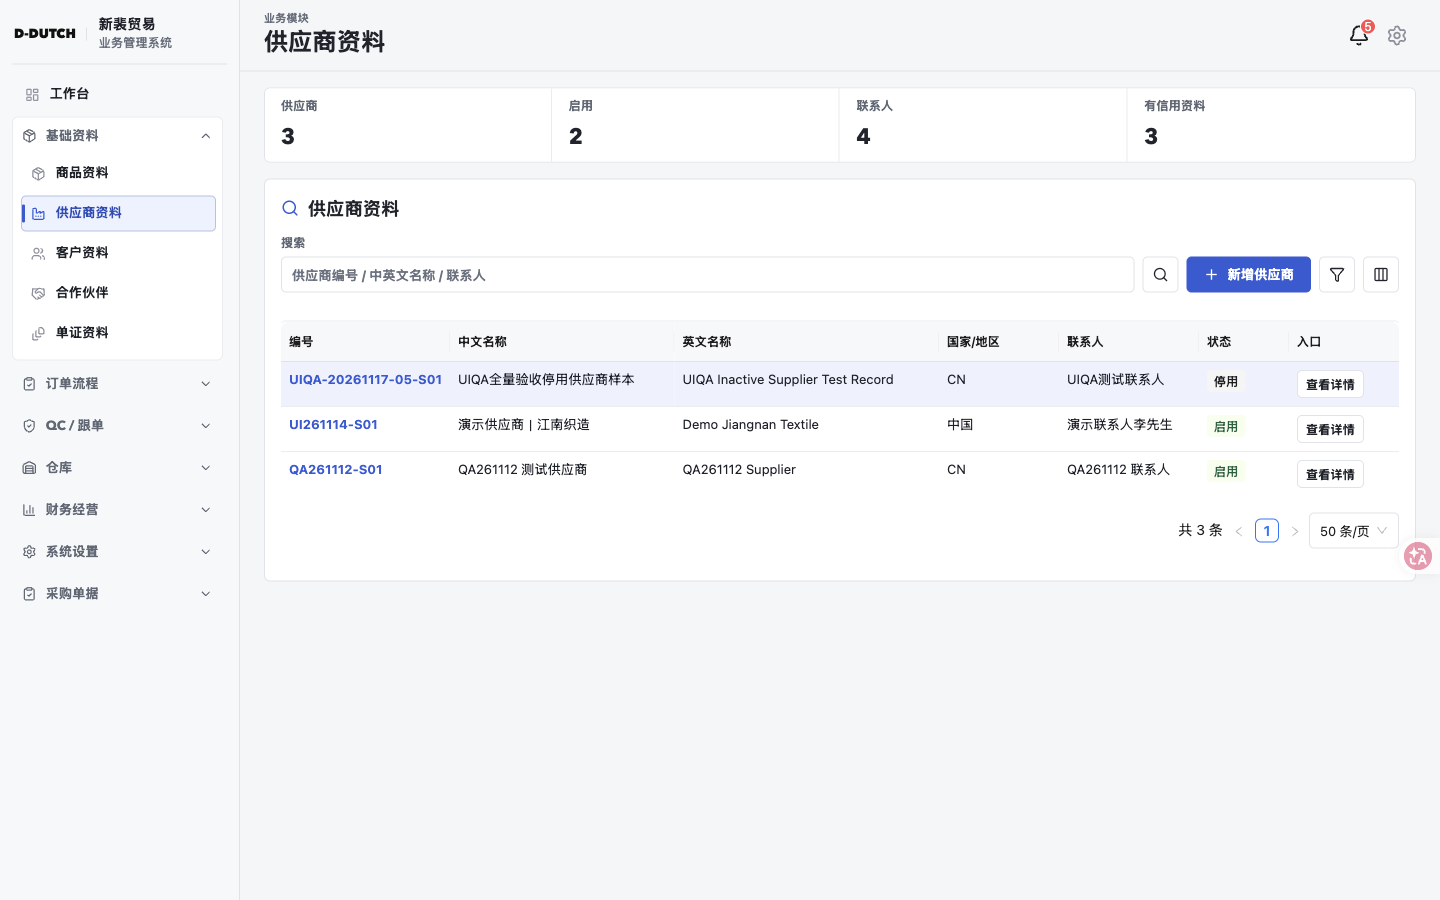 D-DUTCH
新裴贸易
业务管理系统
工作台
基础资料
商品资料
供应商资料
客户资料
合作伙伴
单证资料
订单流程
QC / 跟单
仓库
财务经营
系统设置
采购单据
业务模块
供应商资料
5
供应商
3
启用
2
联系人
4
有信用资料
3
供应商资料
搜索
供应商编号 / 中英文名称 / 联系人
新增供应商
编号 中文名称 英文名称 国家/地区 联系人 状态 入口
UIQA-20261117-05-S01 UIQA全量验收停用供应商样本 UIQA Inactive Supplier Test Record CN UIQA测试联系人 停用 查看详情
UI261114-S01 演示供应商 | 江南织造 Demo Jiangnan Textile 中国 演示联系人李先生 启用 查看详情
QA261112-S01 QA261112 测试供应商 QA261112 Supplier CN QA261112 联系人 启用 查看详情
共 3 条 1 50 条/页